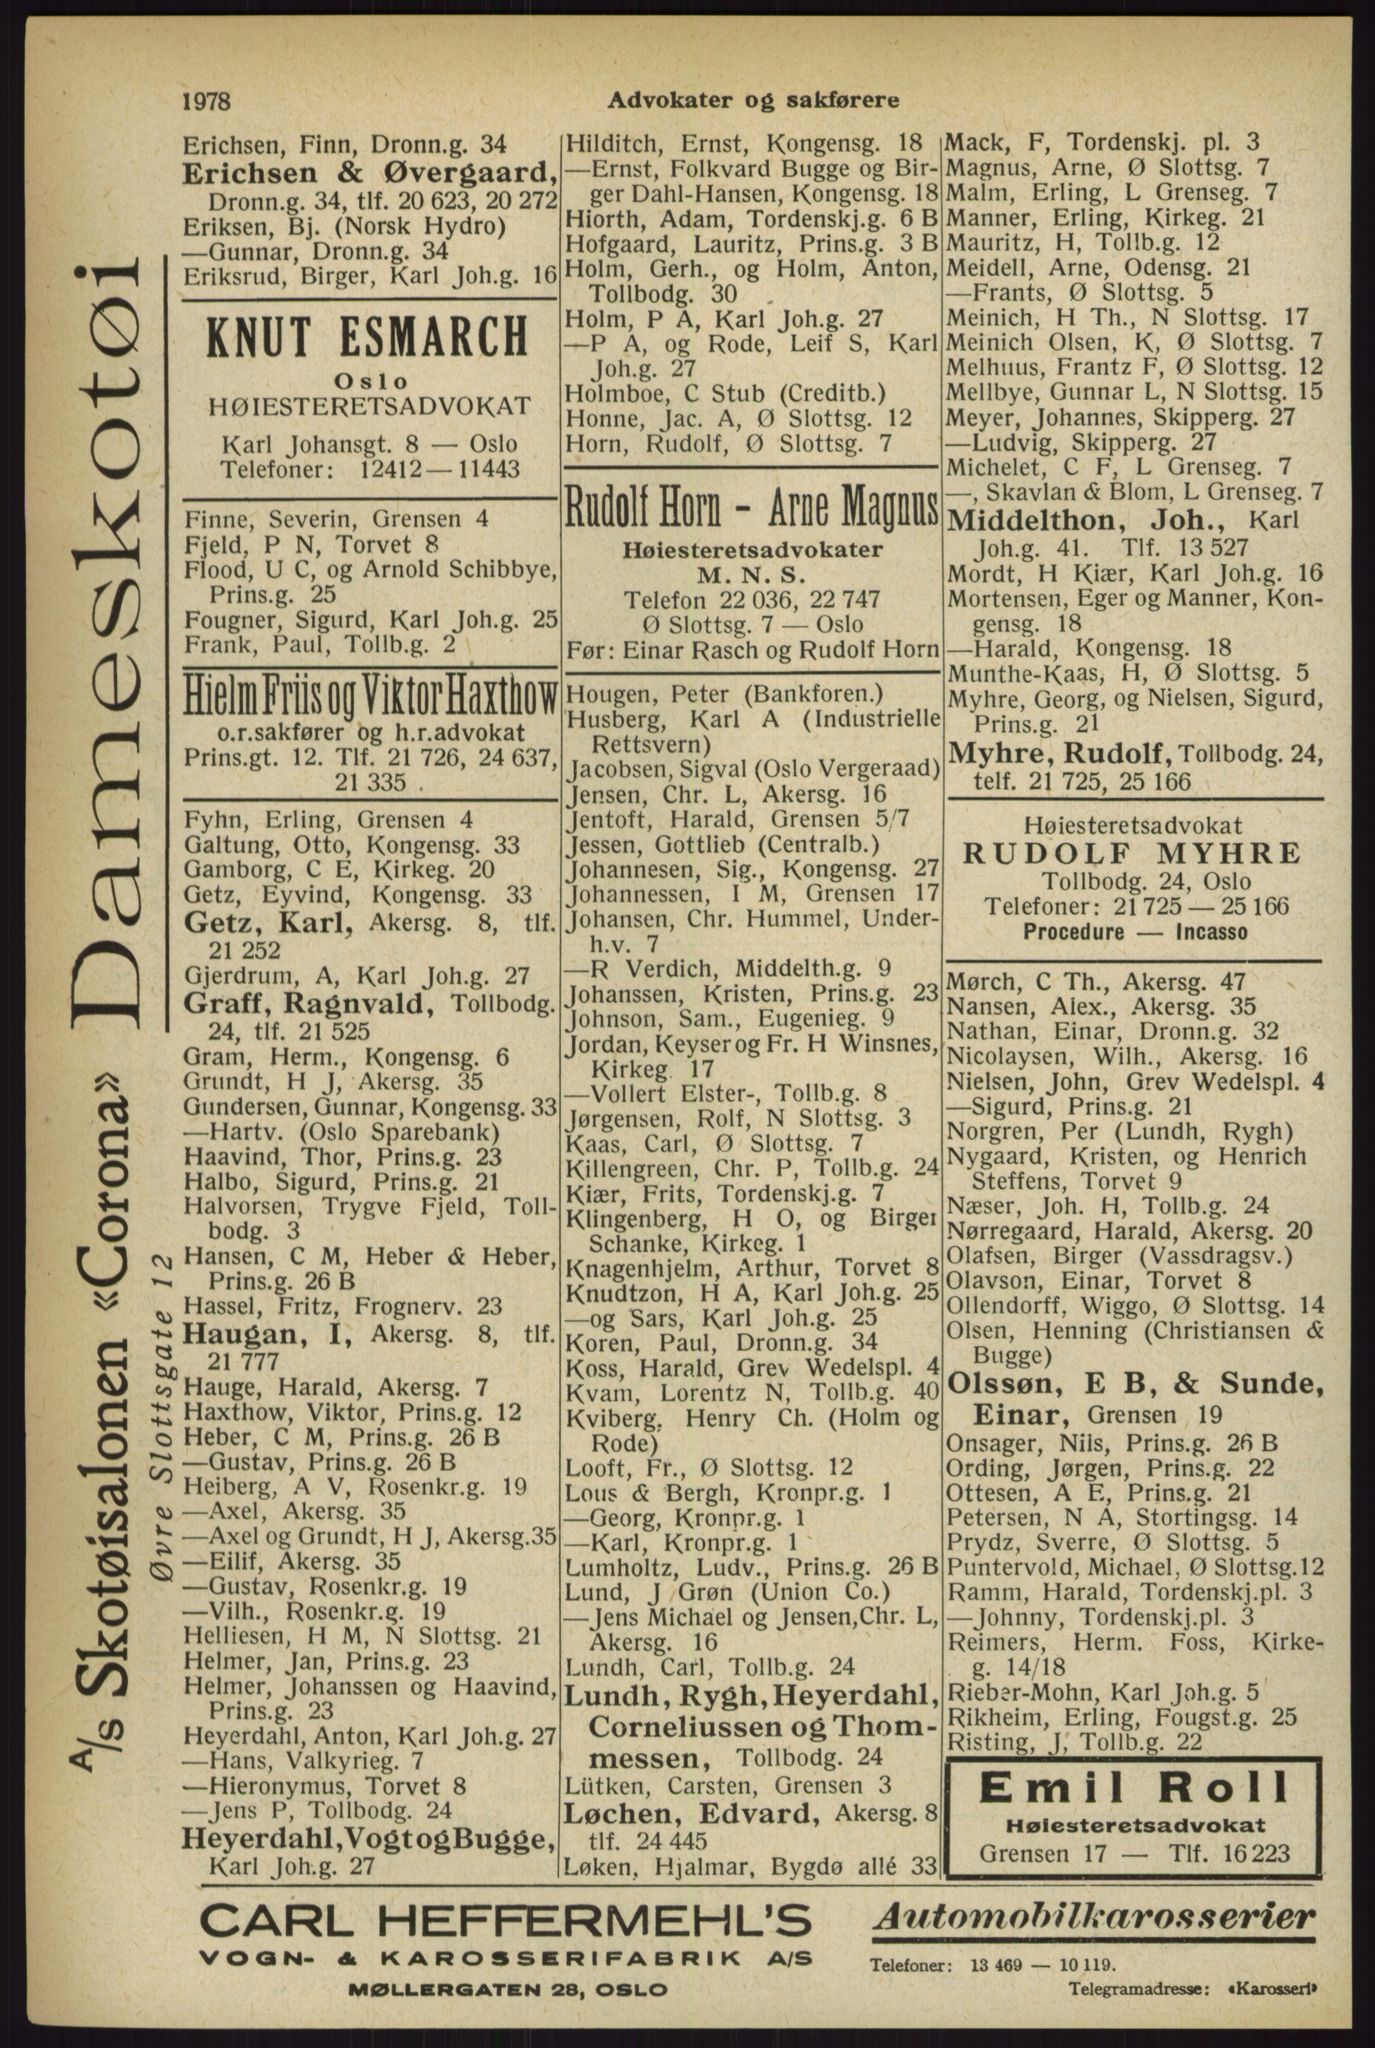 1978
Advokater og sakførere
Erichsen, Finn, Dronn.g. 34
Erichsen & Øvergaard,
Dronn.g. 34, tlf. 20 623, 20 272
Eriksen, Bj. (Norsk Hydro)
—Gunnar, Dronn.g. 34
Eriksrud, Birger, Karl Joh.g. 16
KNUT ESMARCH
Oslo
HØIESTERETSADVOKAT
Karl Johansgt. 8 — Oslo
Telefoner: 12412—11443
Finne, Severin, Grensen 4
Fjeld, P N, Torvet 8
Flood, U C, og Arnold Schibbye,
Prins.g. 25
Fougner, Sigurd, Karl Joh.g. 25
Frank, Paul, Tollb.g. 2
Hjelm Friis og Viktor Haxthow
o.r.sakfører og h.r.advokat
Prins.gt. 12. Tlf. 21 726, 24 637,
21 335
Fyhn, Erling, Grensen 4
Galtung, Otto, Kongensg. 33
Gamborg, C E, Kirkeg. 20
Getz, Eyvind, Kongensg. 33
Getz, Karl, Akersg. 8, tlf.
21 252
Gjerdrum, A, Karl Joh.g. 27
Graff, Ragnvald, Tollbodg.
24, tlf. 21 525
Gram, Herm., Kongensg. 6
Grundt, H J, Akersg. 35
Gundersen, Gunnar, Kongensg. 33
—Hartv. (Oslo Sparebank)
Haavind, Thor, Prins.g. 23
Halbo, Sigurd, Prins.g. 21
Halvorsen, Trygve Fjeld, Toll-
bodg. 3
Hansen, C M, Heber & Heber,
Prins.g. 26 B
Hassel, Fritz, Frognerv. 23
Haugan, I, Akersg. 8, tlf.
21 777
Hauge, Harald, Akersg. 7
Haxthow, Viktor, Prins.g. 12
Heber, C M, Prins.g. 26 B
—Gustav, Prins.g. 26 B
Heiberg, A V, Rosenkr.g. 19
—Axel, Akersg. 35
—Axel og Grundt, H J, Akersg.35
—Eilif, Akersg. 35
—Gustav, Rosenkr.g. 19
—Vilh., Rosenkr.g. 19
Helliesen, H M, N Slottsg. 21
Helmer, Jan, Prins.g. 23
Helmer, Johanssen og Haavind,
Prins.g. 23
Heyerdahl, Anton, Karl Joh.g. 27
—Hans, Valkyrieg. 7
—Hieronymus, Torvet 8
—Jens P, Tollbodg. 24
Heyerdahl, Vogt og Bugge,
Karl Joh.g. 27
Hilditch, Ernst, Kongensg. 18
—Ernst, Folkvard Bugge og Bir-
ger Dahl-Hansen, Kongensg. 18
Hiorth, Adam, Tordenskj.g. 6 B
Hofgaard, Lauritz, Prins.g. 3 B
Holm, Gerh., og Holm, Anton,
Tollbodg. 30
Holm, P A, Karl Joh.g. 27
—P A, og Rode, Leif S, Karl
Joh.g. 27
Holmboe, C Stub (Creditb.)
Honne, Jac. A, Ø Slottsg. 12
Horn, Rudolf, Ø Slottsg. 7
Rudolf Horn - Arne Magnus
Høiesteretsadvokater
M. N. S.
Telefon 22 036, 22 747
Ø Slottsg. 7 — Oslo
Før: Einar Rasch og Rudolf Horn
Hougen, Peter (Bankforen.)
Husberg, Karl A (Industrielle
Rettsvern)
Jacobsen, Sigval (Oslo Vergeraad)
Jensen, Chr. L, Akersg. 16
Jentoft, Harald, Grensen 5/7
Jessen, Gottlieb (Centralb.)
Johannesen, Sig., Kongensg. 27
Johannessen, I M, Grensen 17
Johansen, Chr. Hummel, Under-
h.v. 7
—R Verdich, Middelth.g. 9
Johanssen, Kristen, Prins.g. 23
Johnson, Sam., Eugenieg. 9
Jordan, Keyser og Fr. H Winsnes,
Kirkeg. 17
—Vollert Elster-, Tollb.g. 8
Jørgensen, Rolf, N Slottsg. 3
Kaas, Carl, Ø Slottsg. 7
Killengreen, Chr. P, Tollb.g. 24
Kiær, Frits, Tordenskj.g. 7
Klingenberg, H O, og Birger
Schanke, Kirkeg. 1
Knagenhjelm, Arthur, Torvet 8
Knudtzon, H A, Karl Joh.g. 25
—og Sars, Karl Joh.g. 25
Koren, Paul, Dronn.g. 34
Koss, Harald, Grev Wedelspl. 4
Kvam, Lorentz N, Tollb.g. 40
Kviberg, Henry Ch. (Holm og
Rode)
Looft, Fr., Ø Slottsg. 12
Lous & Bergh, Kronpr.g. 1
—Georg, Kronpr.g. 1
—Karl, Kronpr.g. 1
Lumholtz, Ludv., Prins.g. 26 B
Lund, J Grøn (Union Co.)
—Jens Michael og Jensen,Chr. L,
Akersg. 16
Lundh, Carl, Tollb.g. 24
Lundh, Rygh, Heyerdahl,
Corneliussen og Thom-
messen, Tollbodg. 24
Lütken, Carsten, Grensen 3
Løchen, Edvard, Akersg. 8
tlf. 24 445
Løken, Hjalmar, Bygdø allé 33
Mack, F, Tordenskj. pl. 3
Magnus, Arne, Ø Slottsg. 7
Malm, Erling, L Grenseg. 7
Manner, Erling, Kirkeg. 21
Mauritz, H, Tollb.g. 12
Meidell, Arne, Odensg. 21
—Frants, Ø Slottsg. 5
Meinich, H Th., N Slottsg. 17
Meinich Olsen, K, Ø Slottsg. 7
Melhuus, Frantz F, Ø Slottsg. 12
Mellbye, Gunnar L, N Slottsg. 15
Meyer, Johannes, Skipperg. 27
—Ludvig, Skipperg. 27
Michelet, C F, L Grenseg. 7
—, Skavlan & Blom, L Grenseg. 7
Middelthon, Joh., Karl
Joh.g. 41. Tlf. 13 527
Mordt, H Kiær, Karl Joh.g. 16
Mortensen, Eger og Manner, Kon-
gensg. 18
—Harald, Kongensg. 18
Munthe-Kaas, H, Ø Slottsg. 5
Myhre, Georg, og Nielsen, Sigurd,
Prins.g. 21
Myhre, Rudolf, Tollbodg. 24,
telf. 21 725, 25 166
Høiesteretsadvokat
RUDOLF MYHRE
Tollbodg. 24, Oslo
Telefoner: 21 725 — 25 166
Procedure — Incasso
Mørch, C Th., Akersg. 47
Nansen, Alex., Akersg. 35
Nathan, Einar, Dronn.g. 32
Nicolaysen, Wilh., Akersg. 16
Nielsen, John, Grev Wedelspl. 4
—Sigurd, Prins.g. 21
Norgren, Per (Lundh, Rygh)
Nygaard, Kristen, og Henrich
Steffens, Torvet 9
Næser, Joh. H, Tollb.g. 24
Nørregaard, Harald, Akersg. 20
Olafsen, Birger (Vassdragsv.)
Olavson, Einar, Torvet 8
Ollendorff, Wiggo, Ø Slottsg. 14
Olsen, Henning (Christiansen &
Bugge)
Olssøn, E B, & Sunde,
Einar, Grensen 19
Onsager, Nils, Prins.g. 26 B
Ording, Jørgen, Prins.g. 22
Ottesen, A E, Prins.g. 21
Petersen, N A, Stortingsg. 14
Prydz, Sverre, Ø Slottsg. 5
Puntervold, Michael, Ø Slottsg.12
Ramm, Harald, Tordenskj.pl. 3
—Johnny, Tordenskj.pl. 3
Reimers, Herm. Foss, Kirke-
g. 14/18
Rieber-Mohn, Karl Joh.g. 5
Rikheim, Erling, Fougst.g. 25
Risting, J, Tollb.g. 22
Emil Roll
Høiesteretsadvokat
Grensen 17 — Tlf. 16 223
A/s Skotøisalonen «Corona» Dameskotøi
Øvre Slottsgate 12
CARL HEFFERMEHL'S
VOGN- & KAROSSERIFABRIK A/S
MØLLERGATEN 28, OSLO
Automobilkarosserier
Telefoner: 13 469 — 10 119.
Telegramadresse: «Karosseri»